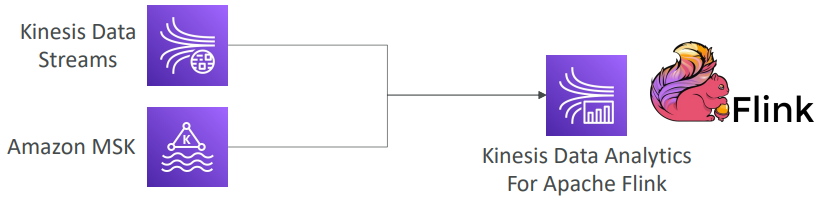 Kinesis Data
Streams
Amazon MSK
K
Kinesis Data Analytics
For Apache Flink
Flink